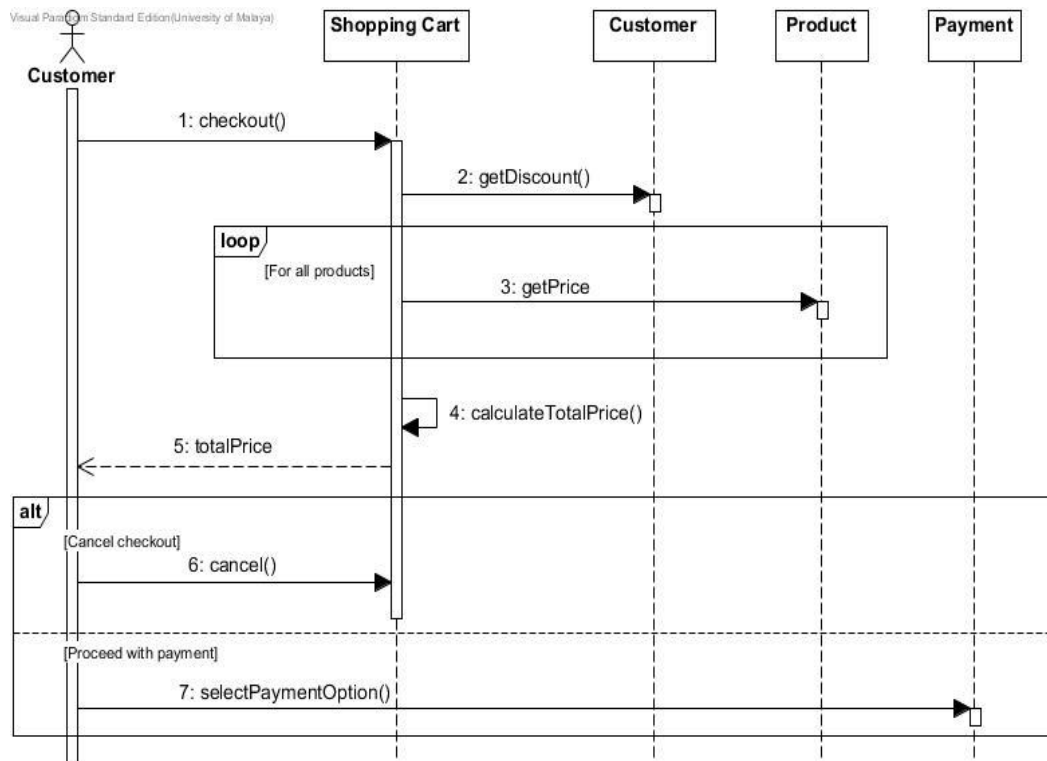 Visual Paradigm Standard Edition(University of Malaya)
Customer
Shopping Cart
Customer
Product
Payment
1: checkout()
2: getDiscount()
loop
[For all products]
3: getPrice
4: calculateTotalPrice()
5: totalPrice
alt
[Cancel checkout]
6: cancel()
[Proceed with payment]
7: selectPaymentOption()